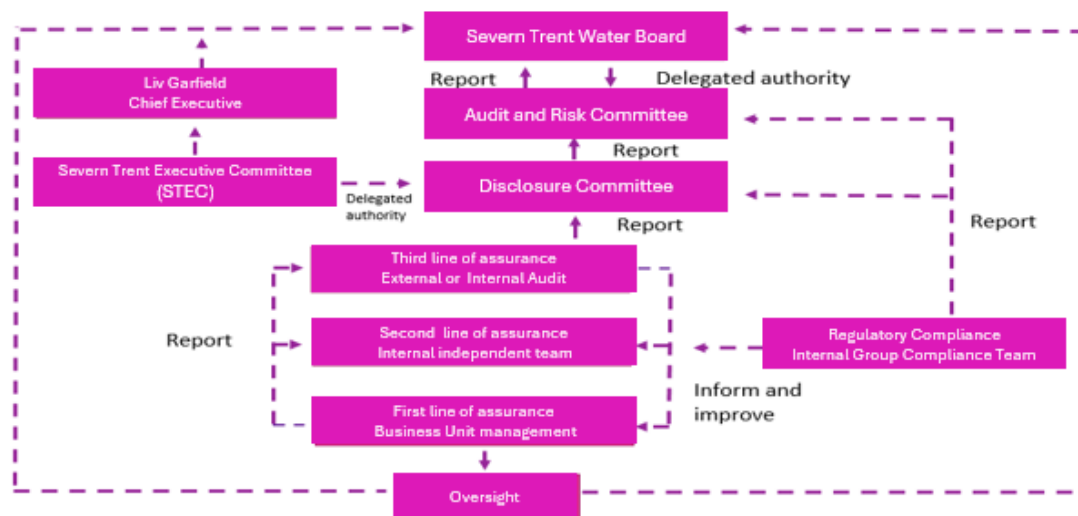 Severn Trent Water Board
Report
Delegated authority
Liv Garfield
Chief Executive
Audit and Risk Committee
Report
Severn Trent Executive Committee
(STEC)
Delegated
authority
Disclosure Committee
Report
Report
Third line of assurance
External or Internal Audit
Report
Second line of assurance
Internal independent team
Regulatory Compliance
Internal Group Compliance Team
Inform and
improve
First line of assurance
Business Unit management
Oversight